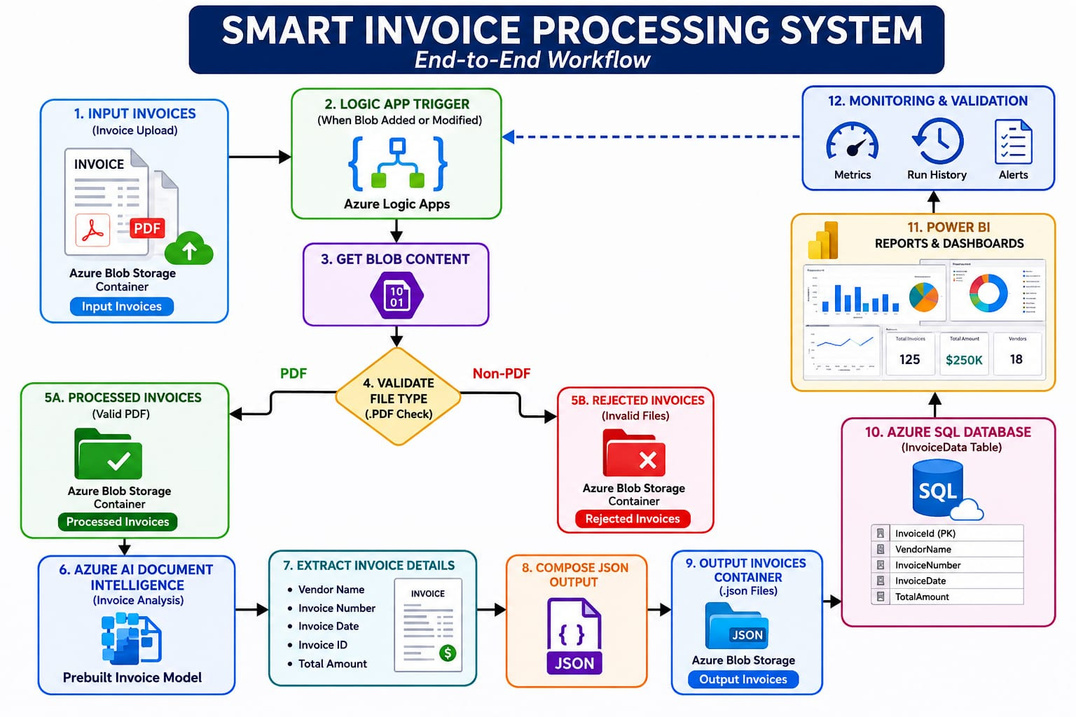 SMART INVOICE PROCESSING SYSTEM
End-to-End Workflow
1. INPUT INVOICES
(Invoice Upload)
INVOICE
PDF
Azure Blob Storage
Container
Input Invoices
2. LOGIC APP TRIGGER
(When Blob Added or Modified)
Azure Logic Apps
3. GET BLOB CONTENT
10
01
4. VALIDATE
FILE TYPE
(.PDF Check)
PDF
Non-PDF
5A. PROCESSED INVOICES
(Valid PDF)
Azure Blob Storage
Container
Processed Invoices
5B. REJECTED INVOICES
(Invalid Files)
Azure Blob Storage
Container
Rejected Invoices
6. AZURE AI DOCUMENT
INTELLIGENCE
(Invoice Analysis)
Prebuilt Invoice Model
7. EXTRACT INVOICE DETAILS
• Vendor Name
• Invoice Number
• Invoice Date
• Invoice ID
• Total Amount
INVOICE
$
8. COMPOSE JSON
OUTPUT
{ }
JSON
9. OUTPUT INVOICES
CONTAINER
(.json Files)
JSON
Azure Blob Storage
Output Invoices
10. AZURE SQL DATABASE
(InvoiceData Table)
SQL
InvoiceId (PK)
VendorName
InvoiceNumber
InvoiceDate
TotalAmount
11. POWER BI
REPORTS & DASHBOARDS
Total Invoices
125
Total Amount
$250K
Vendors
18
12. MONITORING & VALIDATION
Metrics
Run History
Alerts